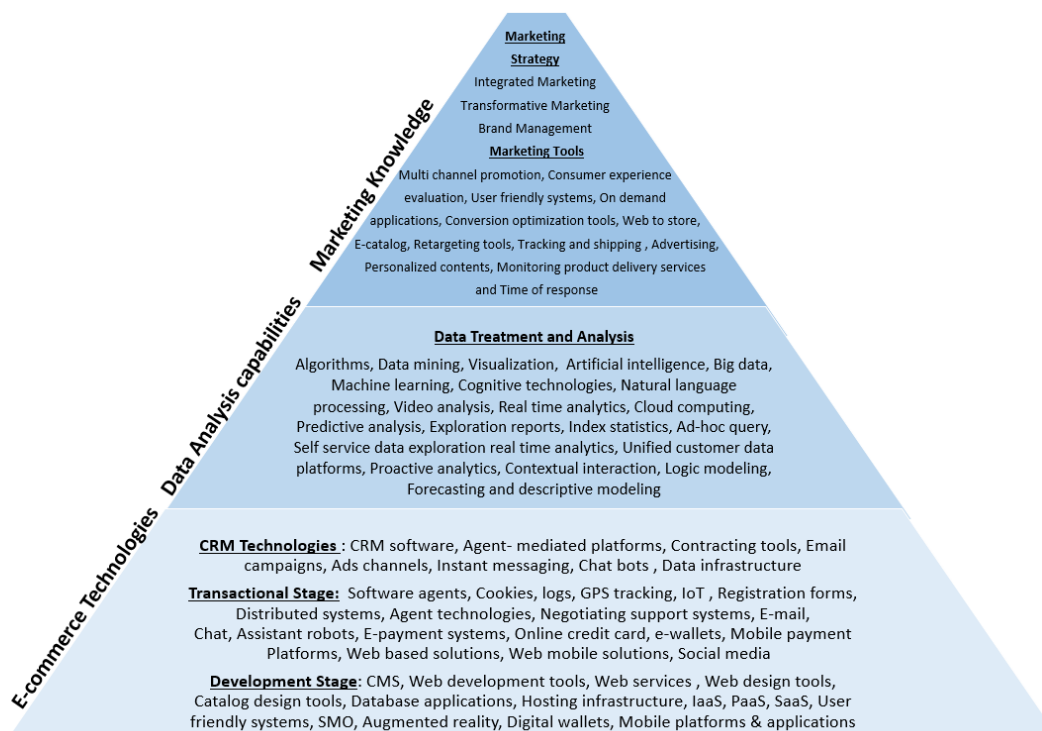 Marketing
Strategy
Integrated Marketing
Transformative Marketing
Brand Management
Marketing Tools
Multi channel promotion, Consumer experience
evaluation, User friendly systems, On demand
applications, Conversion optimization tools, Web to store,
E-catalog, Retargeting tools, Tracking and shipping , Advertising,
Personalized contents, Monitoring product delivery services
and Time of response
Marketing Knowledge
Data Treatment and Analysis
Algorithms, Data mining, Visualization,  Artificial intelligence, Big data,
Machine learning, Cognitive technologies, Natural language
processing, Video analysis, Real time analytics, Cloud computing,
Predictive analysis, Exploration reports, Index statistics, Ad-hoc query,
Self service data exploration real time analytics, Unified customer data
platforms, Proactive analytics, Contextual interaction, Logic modeling,
Forecasting and descriptive modeling
Data Analysis capabilities
CRM Technologies : CRM software, Agent- mediated platforms, Contracting tools, Email
campaigns, Ads channels, Instant messaging, Chat bots , Data infrastructure
Transactional Stage:  Software agents, Cookies, logs, GPS tracking, IoT , Registration forms,
Distributed systems, Agent technologies, Negotiating support systems, E-mail,
Chat, Assistant robots, E-payment systems, Online credit card, e-wallets, Mobile payment
Platforms, Web based solutions, Web mobile solutions, Social media
Development Stage: CMS, Web development tools, Web services , Web design tools,
Catalog design tools, Database applications, Hosting infrastructure, IaaS, PaaS, SaaS, User
friendly systems, SMO, Augmented reality, Digital wallets, Mobile platforms & applications
E-commerce Technologies